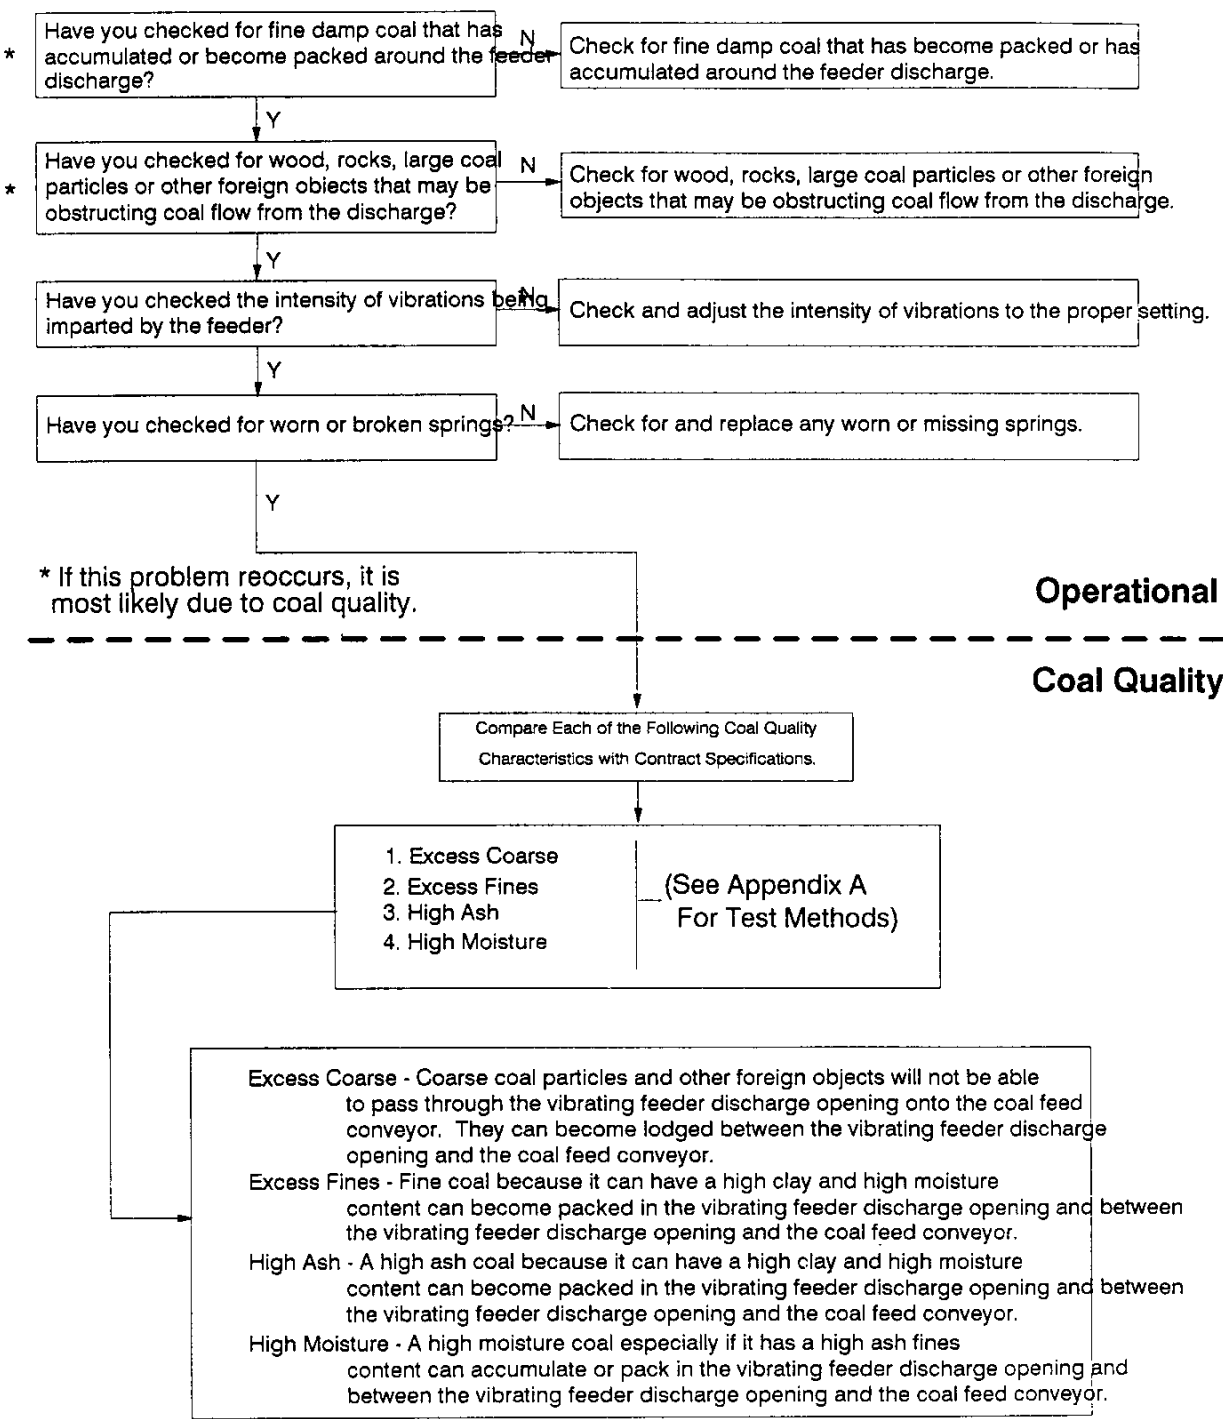 Have you checked for fine damp coal that has
accumulated or become packed around the feeder
discharge?
*
N
Check for fine damp coal that has become packed or has
accumulated around the feeder discharge.
Y
Have you checked for wood, rocks, large coal
particles or other foreign objects that may be
obstructing coal flow from the discharge?
*
N
Check for wood, rocks, large coal particles or other foreign
objects that may be obstructing coal flow from the discharge.
Y
Have you checked the intensity of vibrations being
imparted by the feeder?
N
Check and adjust the intensity of vibrations to the proper setting.
Y
Have you checked for worn or broken springs?
N
Check for and replace any worn or missing springs.
Y
* If this problem reoccurs, it is
most likely due to coal quality.
Operational
Coal Quality
Compare Each of the Following Coal Quality
Characteristics with Contract Specifications.
1. Excess Coarse
2. Excess Fines
3. High Ash
4. High Moisture
(See Appendix A
For Test Methods)
Excess Coarse - Coarse coal particles and other foreign objects will not be able
to pass through the vibrating feeder discharge opening onto the coal feed
conveyor. They can become lodged between the vibrating feeder discharge
opening and the coal feed conveyor.
Excess Fines - Fine coal because it can have a high clay and high moisture
content can become packed in the vibrating feeder discharge opening and between
the vibrating feeder discharge opening and the coal feed conveyor.
High Ash - A high ash coal because it can have a high clay and high moisture
content can become packed in the vibrating feeder discharge opening and between
the vibrating feeder discharge opening and the coal feed conveyor.
High Moisture - A high moisture coal especially if it has a high ash fines
content can accumulate or pack in the vibrating feeder discharge opening and
between the vibrating feeder discharge opening and the coal feed conveyor.